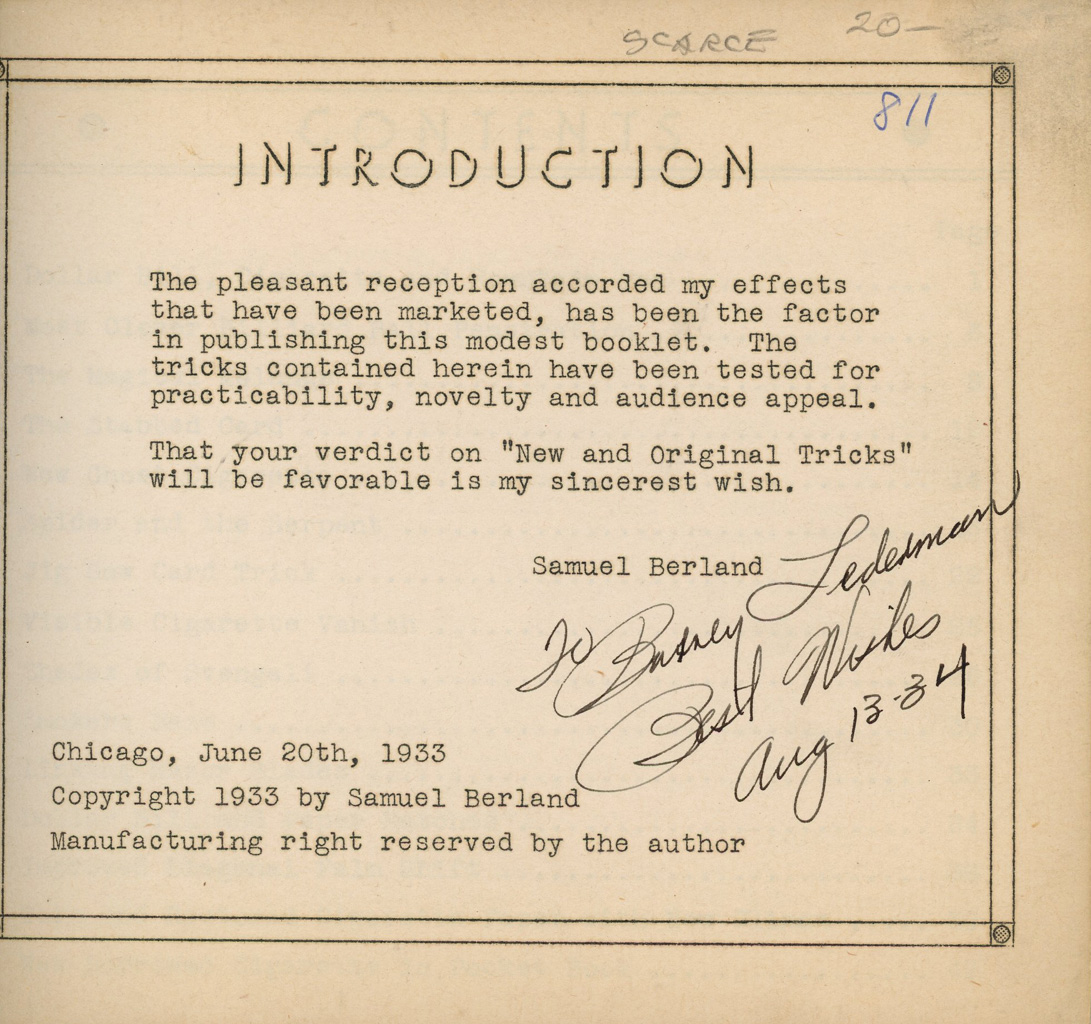 SCARCE 20—
811
INTRODUCTION
The pleasant reception accorded my effects
that have been marketed, has been the factor
in publishing this modest booklet. The
tricks contained herein have been tested for
practicability, novelty and audience appeal.
That your verdict on "New and Original Tricks"
will be favorable is my sincerest wish.
Samuel Berland
To Barney Lederman
Best Wishes
Aug 13-34
Chicago, June 20th, 1933
Copyright 1933 by Samuel Berland
Manufacturing right reserved by the author